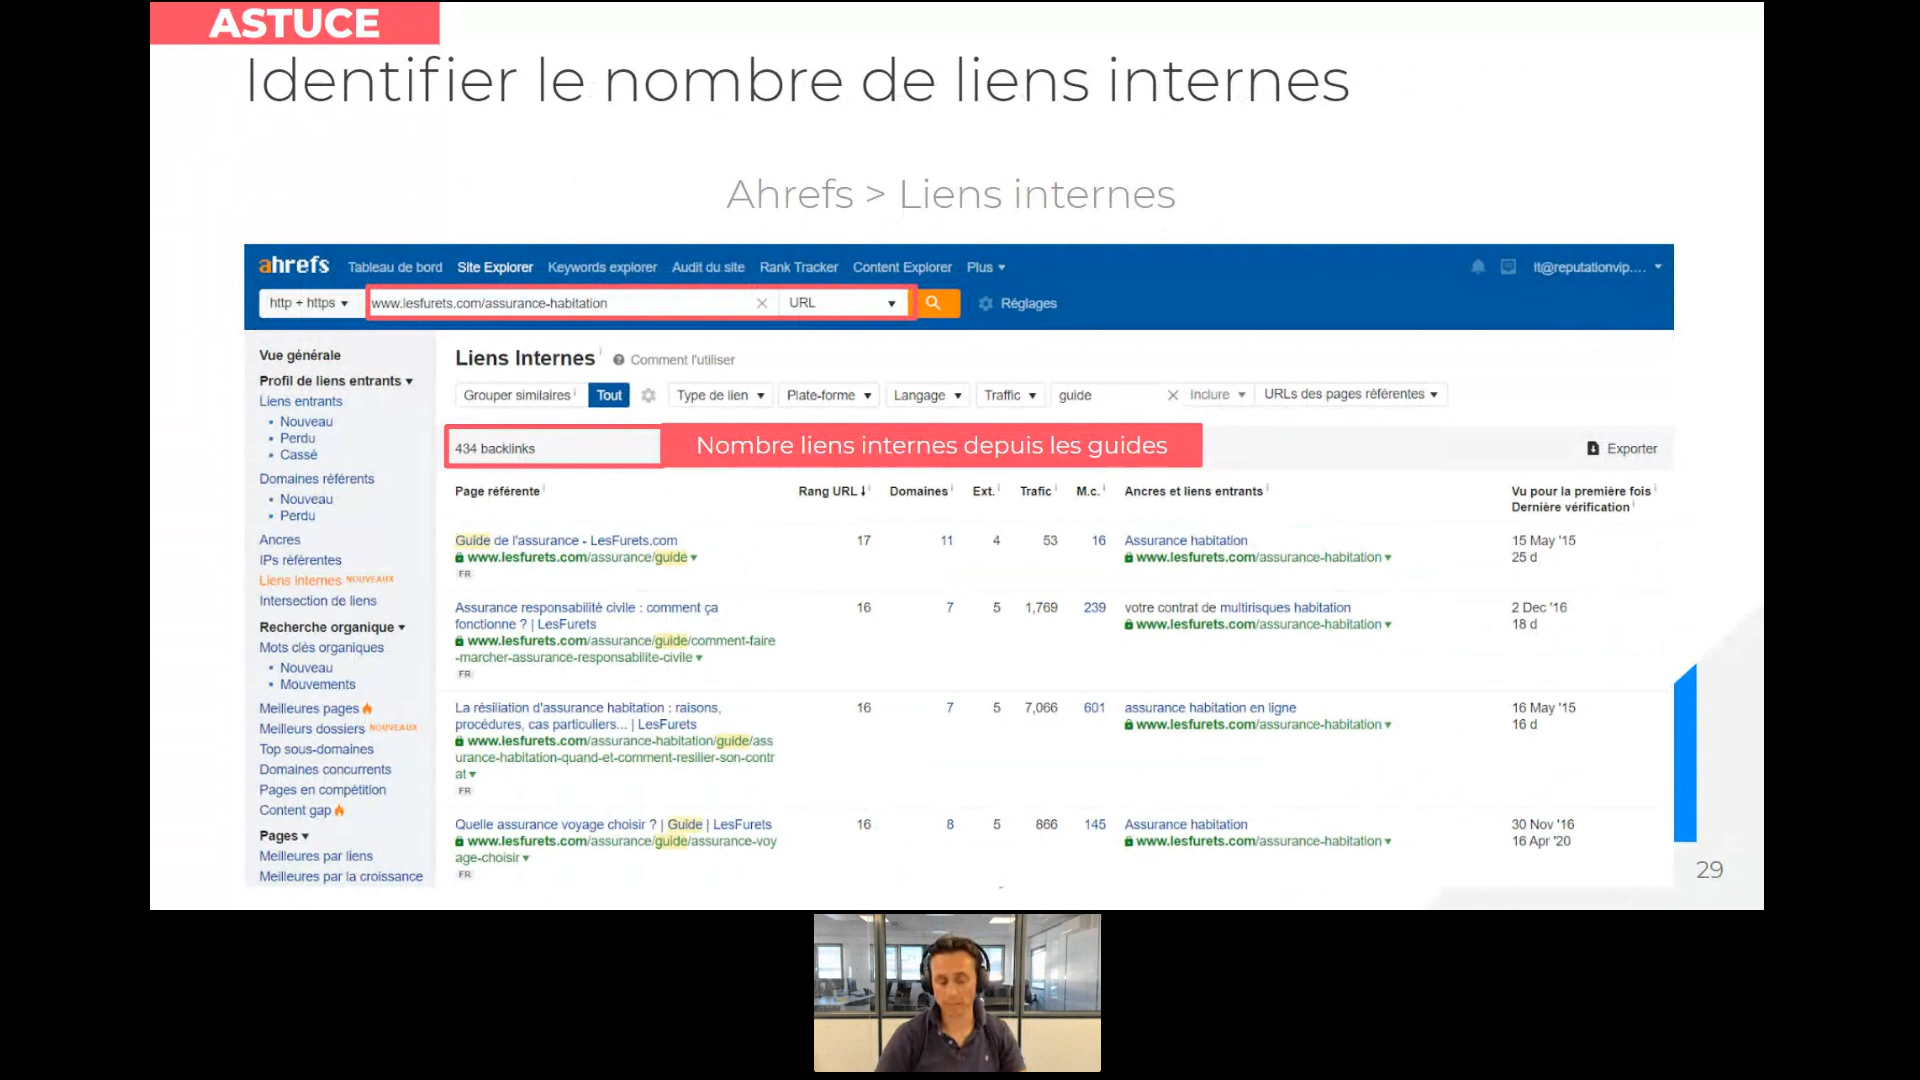 ASTUCE
Identifier le nombre de liens internes
Ahrefs > Liens internes
ahrefs Tableau de bord Site Explorer Keywords explorer Audit du site Rank Tracker Content Explorer Plus it@reputationvip....
http + https www.lesfurets.com/assurance-habitation URL Réglages
Vue générale
Profil de liens entrants
Liens entrants
Nouveau
Perdu
Cassé
Domaines référents
Nouveau
Perdu
Ancres
IPs référentes
Liens internes NOUVEAUX
Intersection de liens
Recherche organique
Mots clés organiques
Nouveau
Mouvements
Meilleures pages
Meilleurs dossiers NOUVEAUX
Top sous-domaines
Domaines concurrents
Pages en compétition
Content gap
Pages
Meilleures par liens
Meilleures par la croissance
Liens Internes i Comment l'utiliser
Grouper similaires i Tout Type de lien Plate-forme Langage Traffic guide Inclure URLs des pages référentes
434 backlinks Nombre liens internes depuis les guides Exporter
Page référente i Rang URL i Domaines i Ext. i Trafic i M.c. i Ancres et liens entrants i Vu pour la première fois i
Dernière vérification i
Guide de l'assurance - LesFurets.com 17 11 4 53 16 Assurance habitation 15 May '15
www.lesfurets.com/assurance/guide www.lesfurets.com/assurance-habitation 25 d
FR
Assurance responsabilité civile : comment ça 16 7 5 1,769 239 votre contrat de multirisques habitation 2 Dec '16
fonctionne ? | LesFurets www.lesfurets.com/assurance-habitation 18 d
www.lesfurets.com/assurance/guide/comment-faire
-marcher-assurance-responsabilite-civile
FR
La résiliation d'assurance habitation : raisons, 16 7 5 7,066 601 assurance habitation en ligne 16 May '15
procédures, cas particuliers... | LesFurets www.lesfurets.com/assurance-habitation 16 d
www.lesfurets.com/assurance-habitation/guide/ass
urance-habitation-quand-et-comment-resilier-son-contr
at
FR
Quelle assurance voyage choisir ? | Guide | LesFurets 16 8 5 866 145 Assurance habitation 30 Nov '16
www.lesfurets.com/assurance/guide/assurance-voy www.lesfurets.com/assurance-habitation 16 Apr '20
age-choisir
FR
29